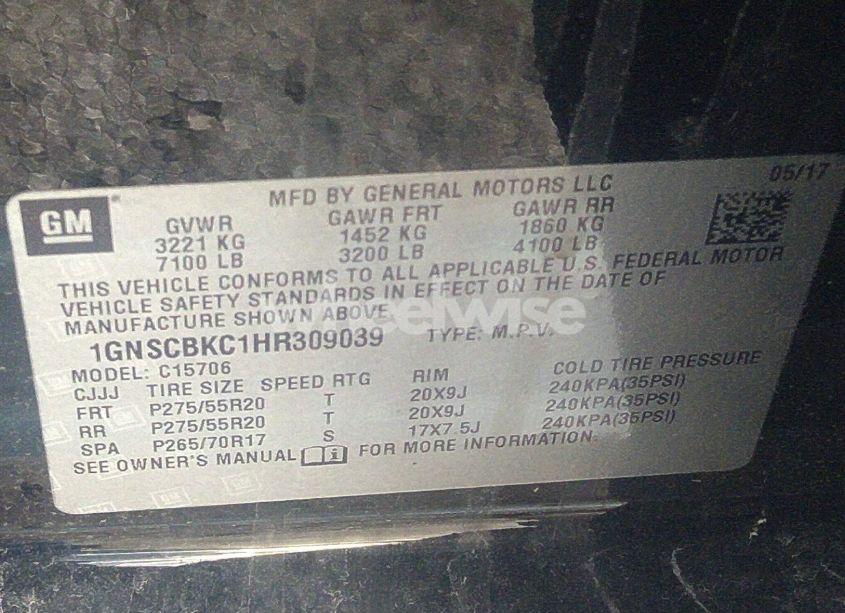 MFD BY GENERAL MOTORS LLC 05/17
GM
GVWR GAWR FRT GAWR RR
3221 KG 1452 KG 1860 KG
7100 LB 3200 LB 4100 LB
THIS VEHICLE CONFORMS TO ALL APPLICABLE U.S. FEDERAL MOTOR
VEHICLE SAFETY STANDARDS IN EFFECT ON THE DATE OF
MANUFACTURE SHOWN ABOVE.
1GNSCBKC1HR309039 TYPE: M.P.V.
MODEL: C15706
CJJJ TIRE SIZE SPEED RTG RIM COLD TIRE PRESSURE
FRT P275/55R20 T 20X9J 240KPA(35PSI)
RR P275/55R20 T 20X9J 240KPA(35PSI)
SPA P265/70R17 S 17X7.5J 240KPA(35PSI)
SEE OWNER'S MANUAL FOR MORE INFORMATION.